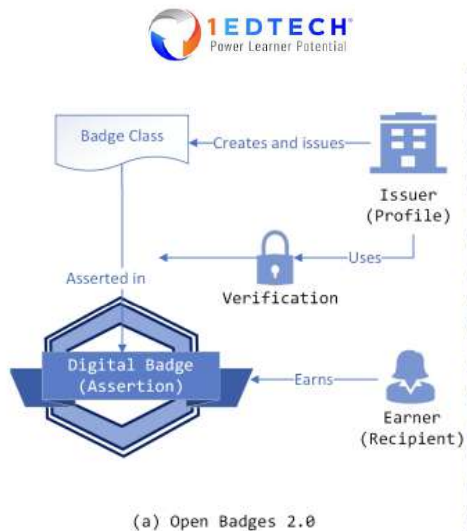 1EDTECH®
Power Learner Potential
Badge Class
Creates and issues
Issuer
(Profile)
Uses
Verification
Asserted in
Digital Badge
(Assertion)
Earns
Earner
(Recipient)
(a) Open Badges 2.0